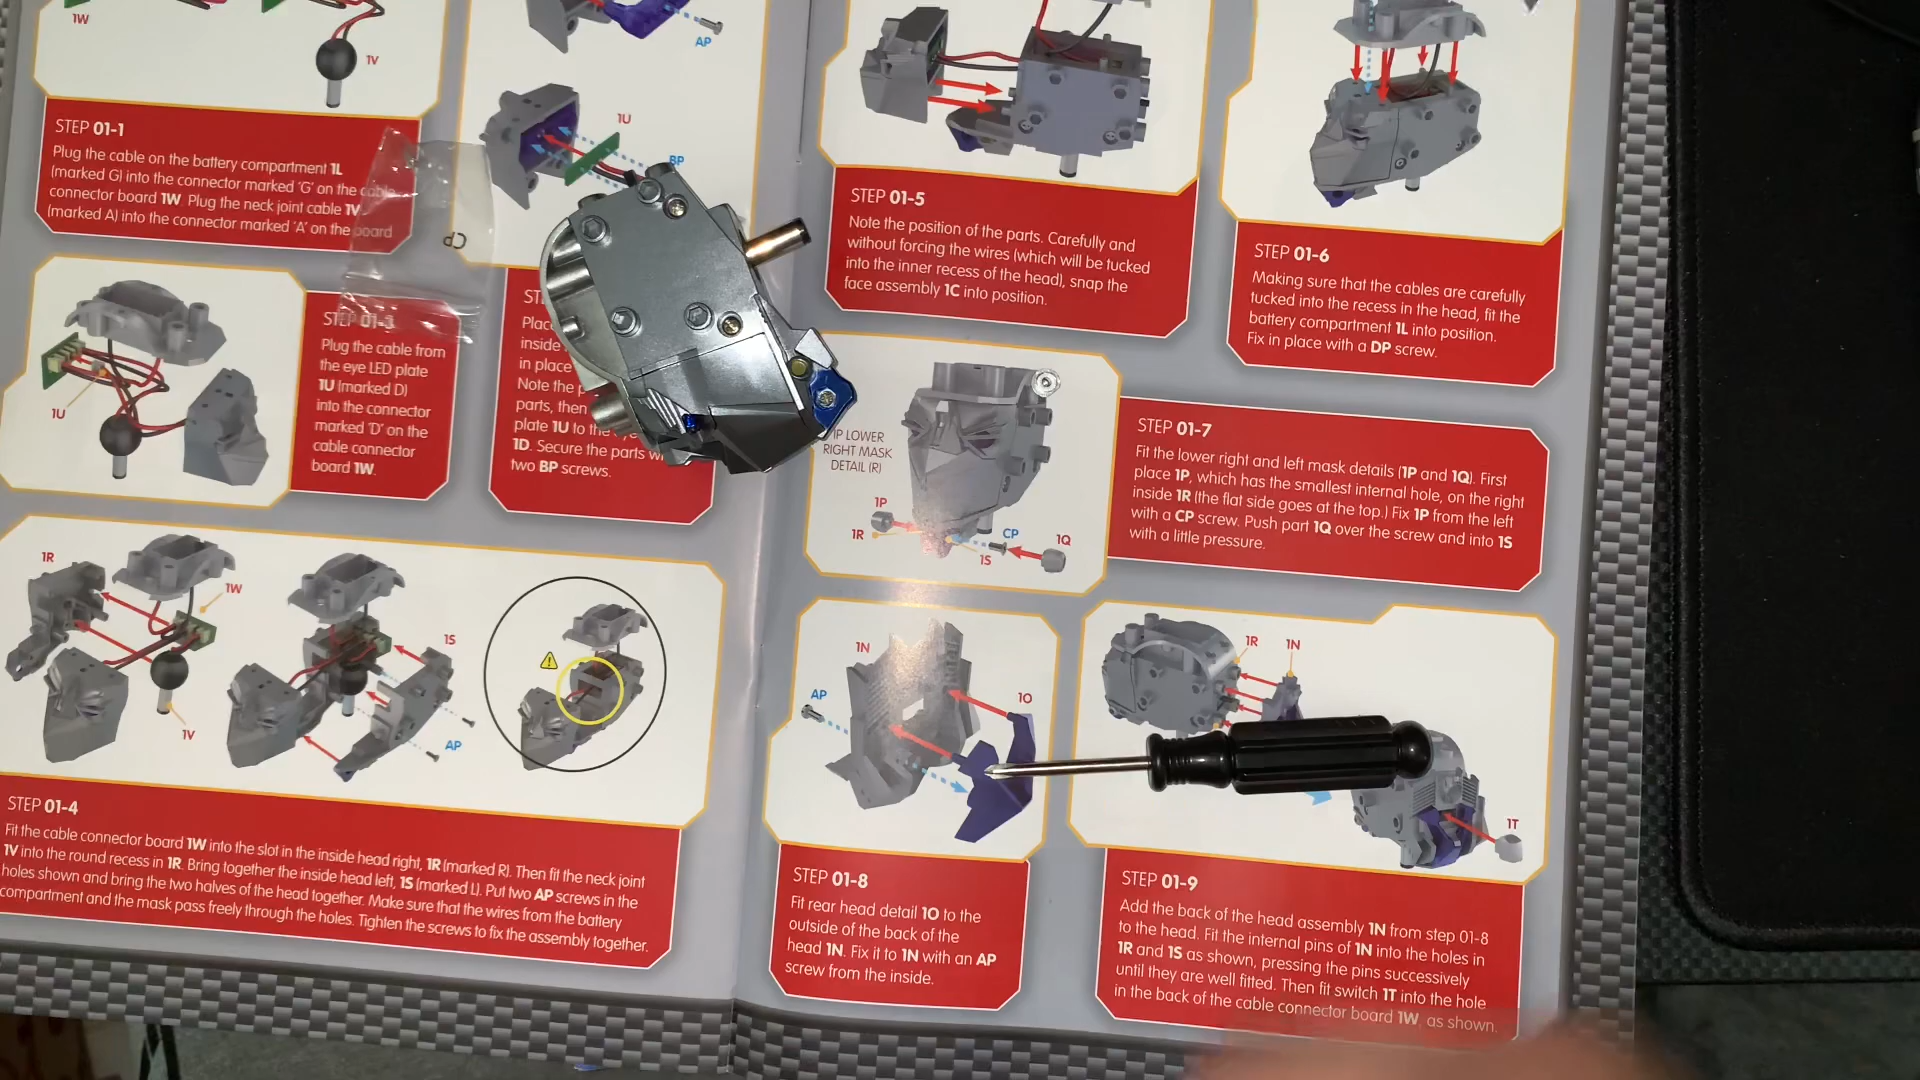 1W
1V
STEP 01-1
Plug the cable on the battery compartment 1L
(marked G) into the connector marked 'G' on the cable
connector board 1W. Plug the neck joint cable 1V
(marked A) into the connector marked 'A' on the board
AP
1U
BP
CP
1U
STEP 01-3
Plug the cable from
the eye LED plate
1U (marked D)
into the connector
marked 'D' on the
cable connector
board 1W.
inside
in place
Note the
parts, then
plate 1U to the
1D. Secure the parts
two BP screws.
1R
1W
1V
1S
AP
STEP 01-4
Fit the cable connector board 1W into the slot in the inside head right, 1R (marked R). Then fit the neck joint
1V into the round recess in 1R. Bring together the inside head left, 1S (marked L). Put two AP screws in the
holes shown and bring the two halves of the head together. Make sure that the wires from the battery
compartment and the mask pass freely through the holes. Tighten the screws to fix the assembly together.
STEP 01-5
Note the position of the parts. Carefully and
without forcing the wires (which will be tucked
into the inner recess of the head), snap the
face assembly 1C into position.
STEP 01-6
Making sure that the cables are carefully
tucked into the recess in the head, fit the
battery compartment 1L into position.
Fix in place with a DP screw.
1P LOWER
RIGHT MASK
DETAIL (R)
1P
1R
CP
1Q
1S
STEP 01-7
Fit the lower right and left mask details (1P and 1Q). First
place 1P, which has the smallest internal hole, on the right
inside 1R (the flat side goes at the top.) Fix 1P from the left
with a CP screw. Push part 1Q over the screw and into 1S
with a little pressure.
1N
AP
1O
STEP 01-8
Fit rear head detail 1O to the
outside of the back of the
head 1N. Fix it to 1N with an AP
screw from the inside.
1R
1N
1T
STEP 01-9
Add the back of the head assembly 1N from step 01-8
to the head. Fit the internal pins of 1N into the holes in
1R and 1S as shown, pressing the pins successively
until they are well fitted. Then fit switch 1T into the hole
in the back of the cable connector board 1W, as shown.